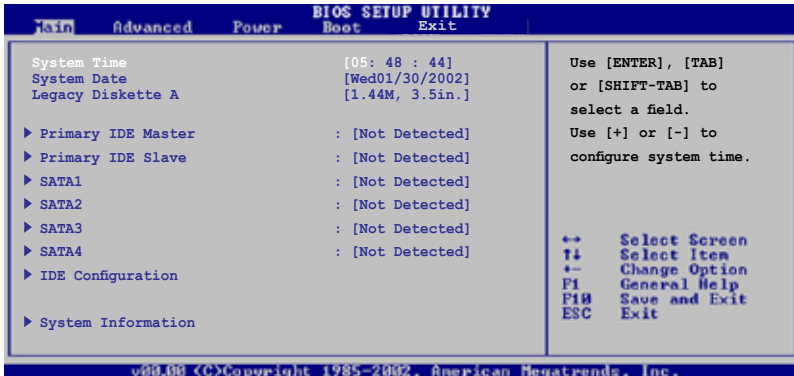 BIOS SETUP UTILITY
Main Advanced Power Boot Exit
System Time [05: 48 : 44]
System Date [Wed01/30/2002]
Legacy Diskette A [1.44M, 3.5in.]
Primary IDE Master : [Not Detected]
Primary IDE Slave : [Not Detected]
SATA1 : [Not Detected]
SATA2 : [Not Detected]
SATA3 : [Not Detected]
SATA4 : [Not Detected]
IDE Configuration
System Information
Use [ENTER], [TAB]
or [SHIFT-TAB] to
select a field.
Use [+] or [-] to
configure system time.
←→ Select Screen
↑↓ Select Item
+- Change Option
F1 General Help
F10 Save and Exit
ESC Exit
v00.00 (C)Copyright 1985-2002, American Megatrends, Inc.